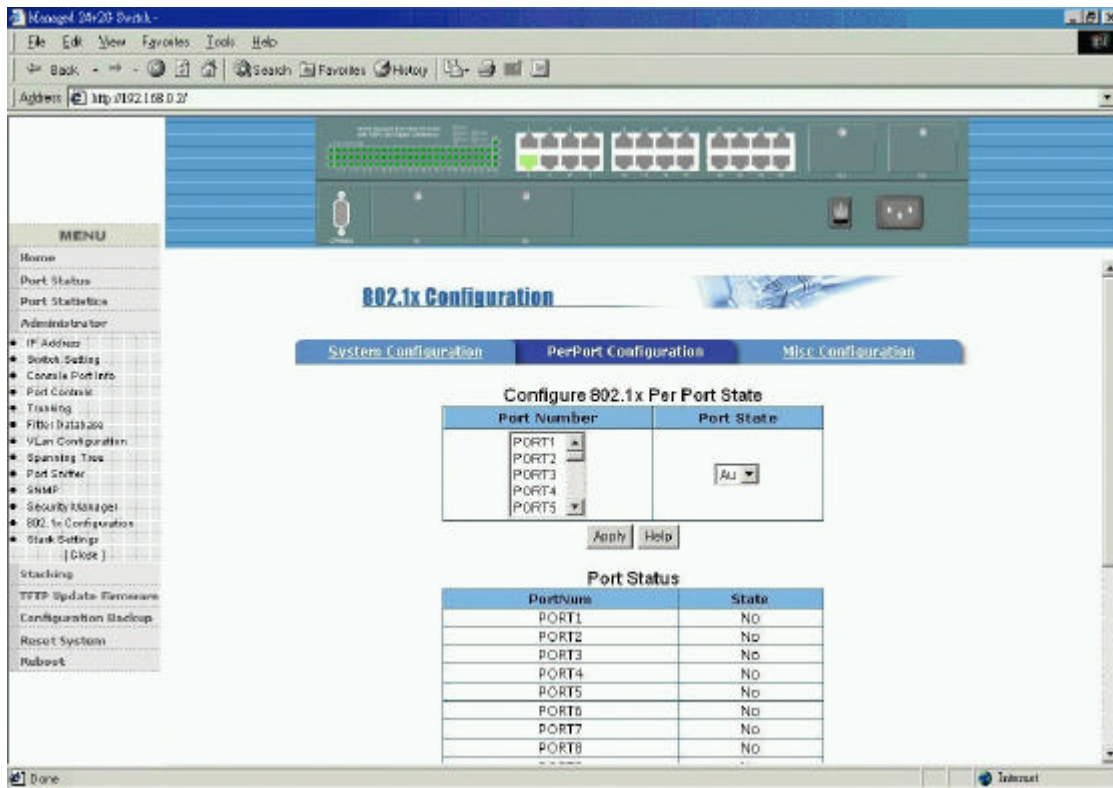 Managed 24+2G Switch -
File Edit View Favorites Tools Help
Back Search Favorites History
Address http://192.168.0.2/
MENU
Home
Port Status
Port Statistics
Administrator
IP Address
Switch Setting
Console Port Info
Port Controls
Trunking
Filter Database
VLan Configuration
Spanning Tree
Port Sniffer
SNMP
Security Manager
802.1x Configuration
Stack Settings
[ Close ]
Stacking
TFTP Update Firmware
Configuration Backup
Reset System
Reboot
802.1x Configuration
System Configuration PerPort Configuration Misc Configuration
Configure 802.1x Per Port State
Port Number Port State
PORT1
PORT2
PORT3
PORT4
PORT5
Au
Apply Help
Port Status
PortNum State
PORT1 No
PORT2 No
PORT3 No
PORT4 No
PORT5 No
PORT6 No
PORT7 No
PORT8 No
Done Internet